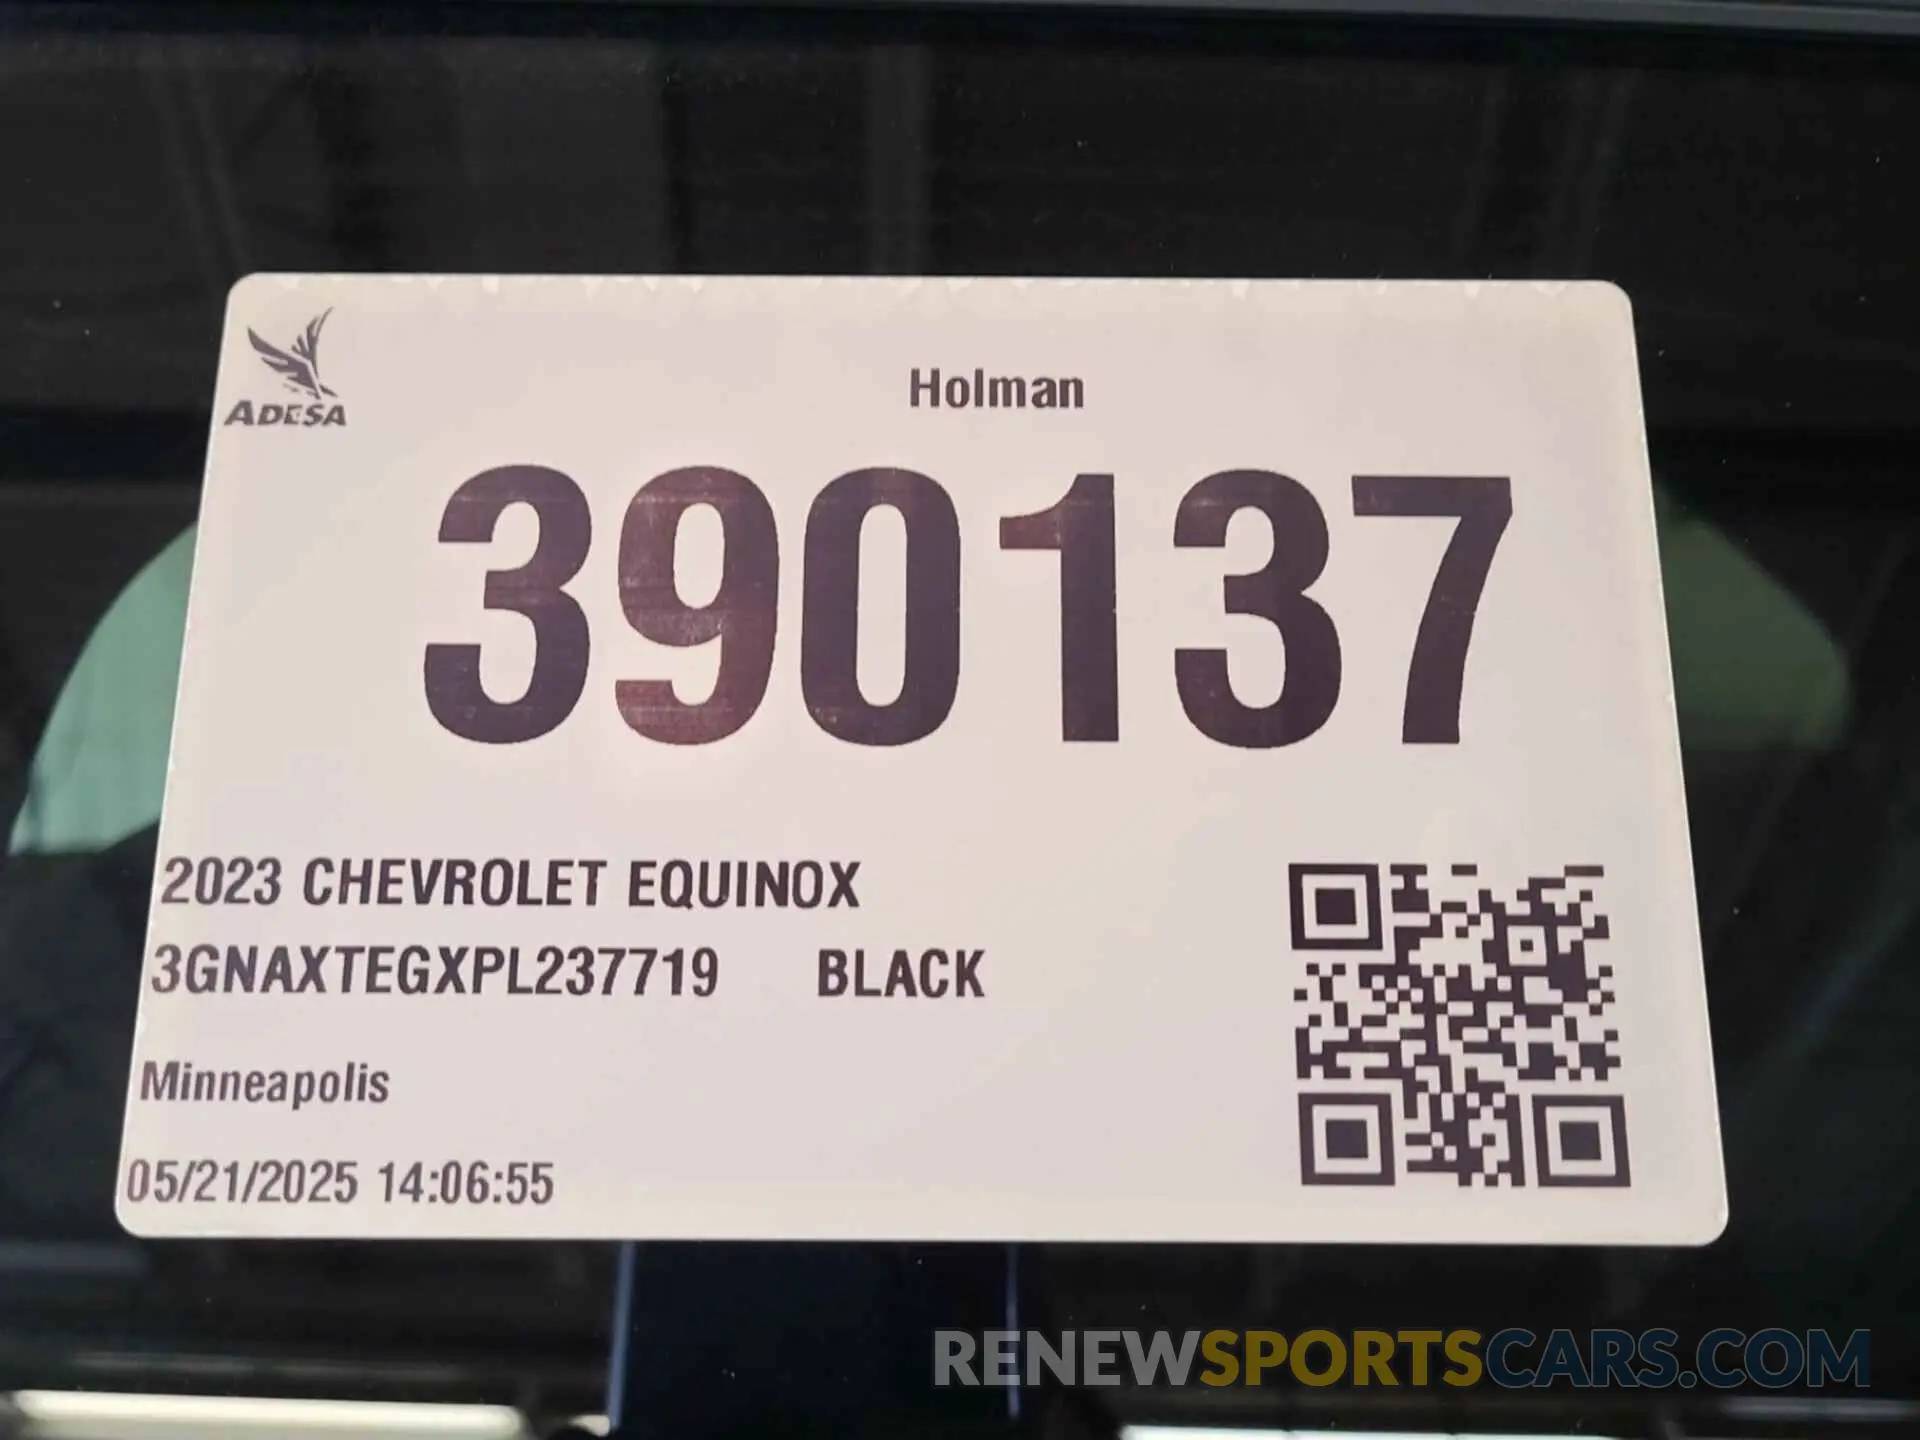 ADESA
Holman
390137
2023 CHEVROLET EQUINOX
3GNAXTEGXPL237719 BLACK
Minneapolis
05/21/2025 14:06:55
RENEWSPORTSCARS.COM